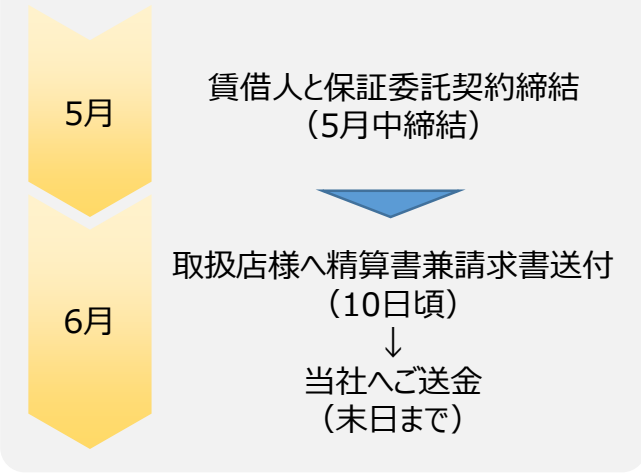 5月
賃借人と保証委託契約締結
（5月中締結）
6月
取扱店様へ精算書兼請求書送付
（10日頃）
↓
当社へご送金
（末日まで）